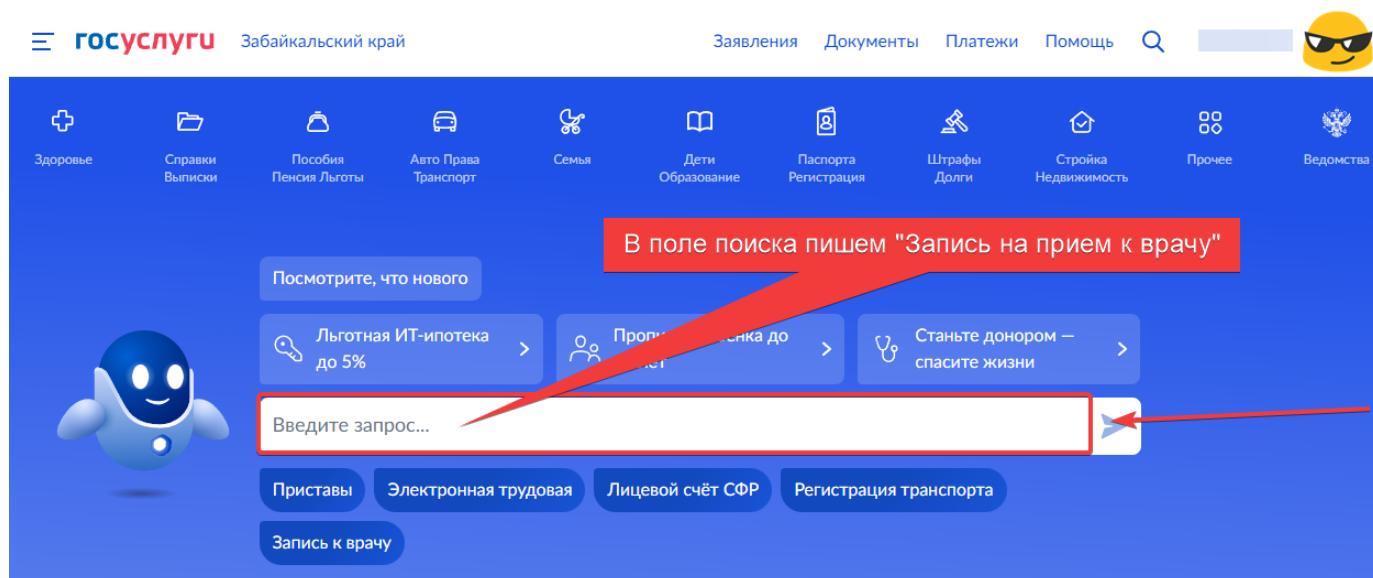 госуслуги Забайкальский край Заявления Документы Платежи Помощь
Здоровье
Справки
Выписки
Пособия
Пенсия Льготы
Авто Права
Транспорт
Семья
Дети
Образование
Паспорта
Регистрация
Штрафы
Долги
Стройка
Недвижимость
Прочее
Ведомства
В поле поиска пишем "Запись на прием к врачу"
Посмотрите, что нового
Льготная ИТ-ипотека
до 5%
до
Станьте донором —
спасите жизни
Введите запрос...
Приставы Электронная трудовая Лицевой счёт СФР Регистрация транспорта
Запись к врачу